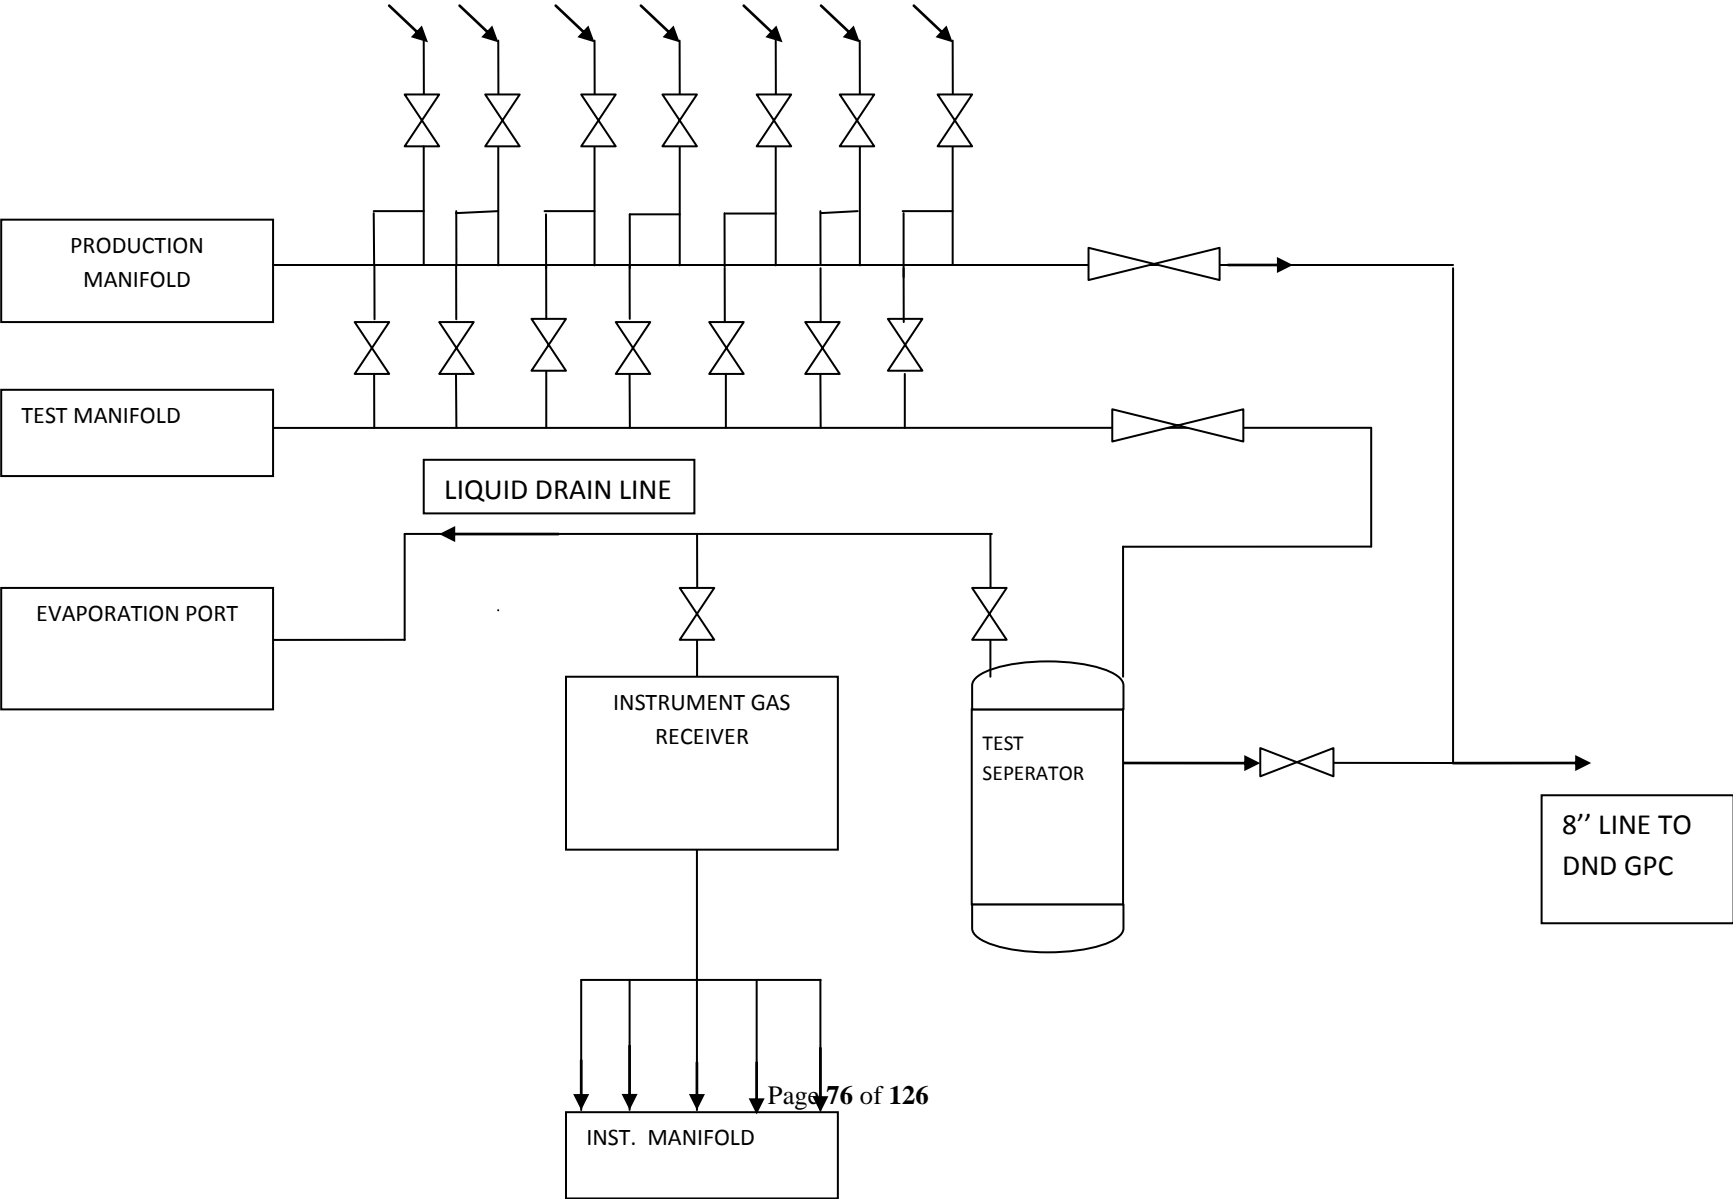 PRODUCTION
MANIFOLD
TEST MANIFOLD
LIQUID DRAIN LINE
EVAPORATION PORT
INSTRUMENT GAS
RECEIVER
TEST
SEPERATOR
8’’ LINE TO
DND GPC
Page 76 of 126
INST. MANIFOLD